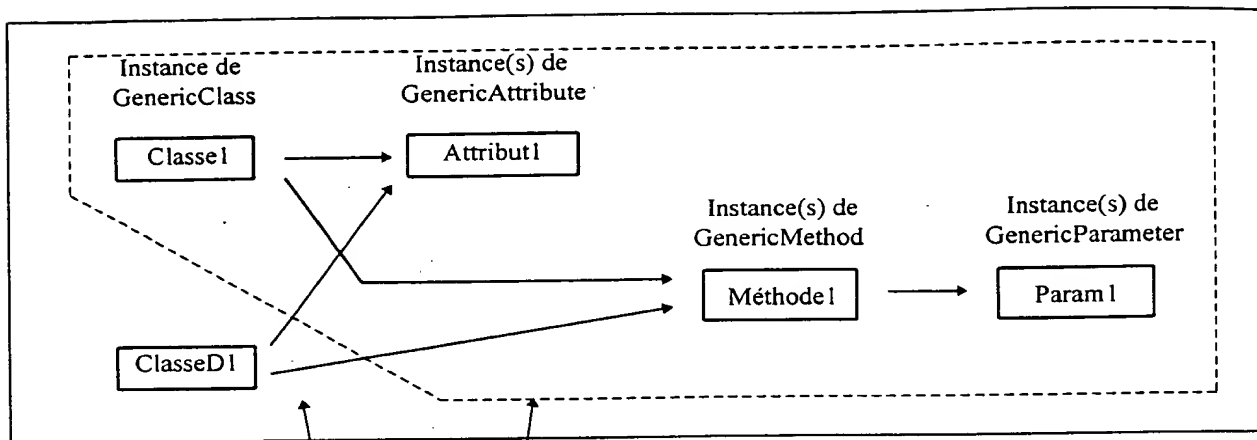 Instance de
GenericClass
Instance(s) de
GenericAttribute
Classe1
Attribut1
Instance(s) de
GenericMethod
Instance(s) de
GenericParameter
Méthode1
Param1
ClasseD1